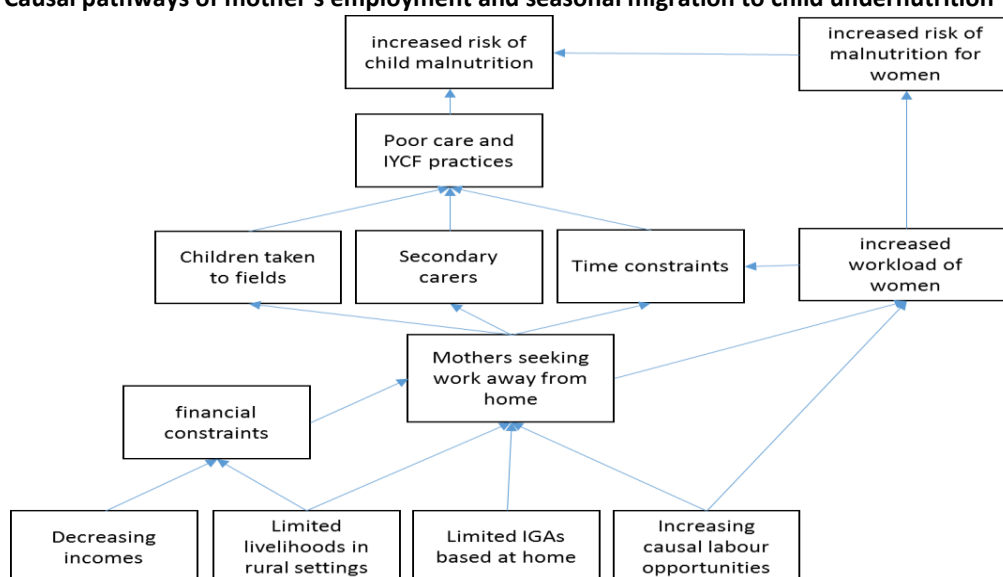 Causal pathways of mother's employment and seasonal migration to child undernutrition
increased risk of
child malnutrition
increased risk of
malnutrition for
women
Poor care and
IYCF practices
Children taken
to fields
Secondary
carers
Time constraints
increased
workload of
women
Mothers seeking
work away from
home
financial
constraints
Decreasing
incomes
Limited
livelihoods in
rural settings
Limited IGAs
based at home
Increasing
causal labour
opportunities